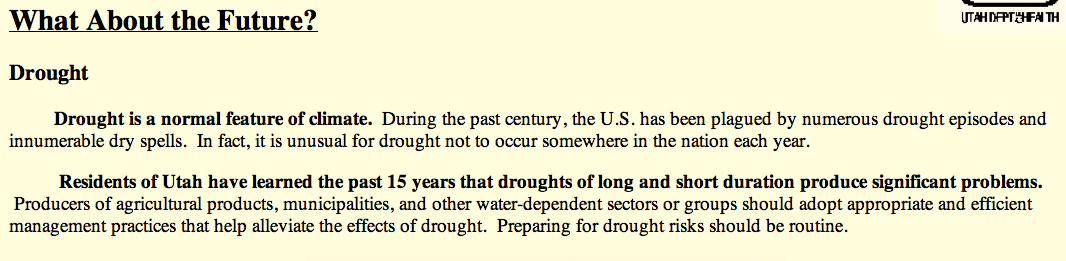 What About the Future?
UTAH DEPT of HEALTH
Drought
Drought is a normal feature of climate.  During the past century, the U.S. has been plagued by numerous drought episodes and
innumerable dry spells.  In fact, it is unusual for drought not to occur somewhere in the nation each year.
Residents of Utah have learned the past 15 years that droughts of long and short duration produce significant problems.
Producers of agricultural products, municipalities, and other water-dependent sectors or groups should adopt appropriate and efficient
management practices that help alleviate the effects of drought.  Preparing for drought risks should be routine.